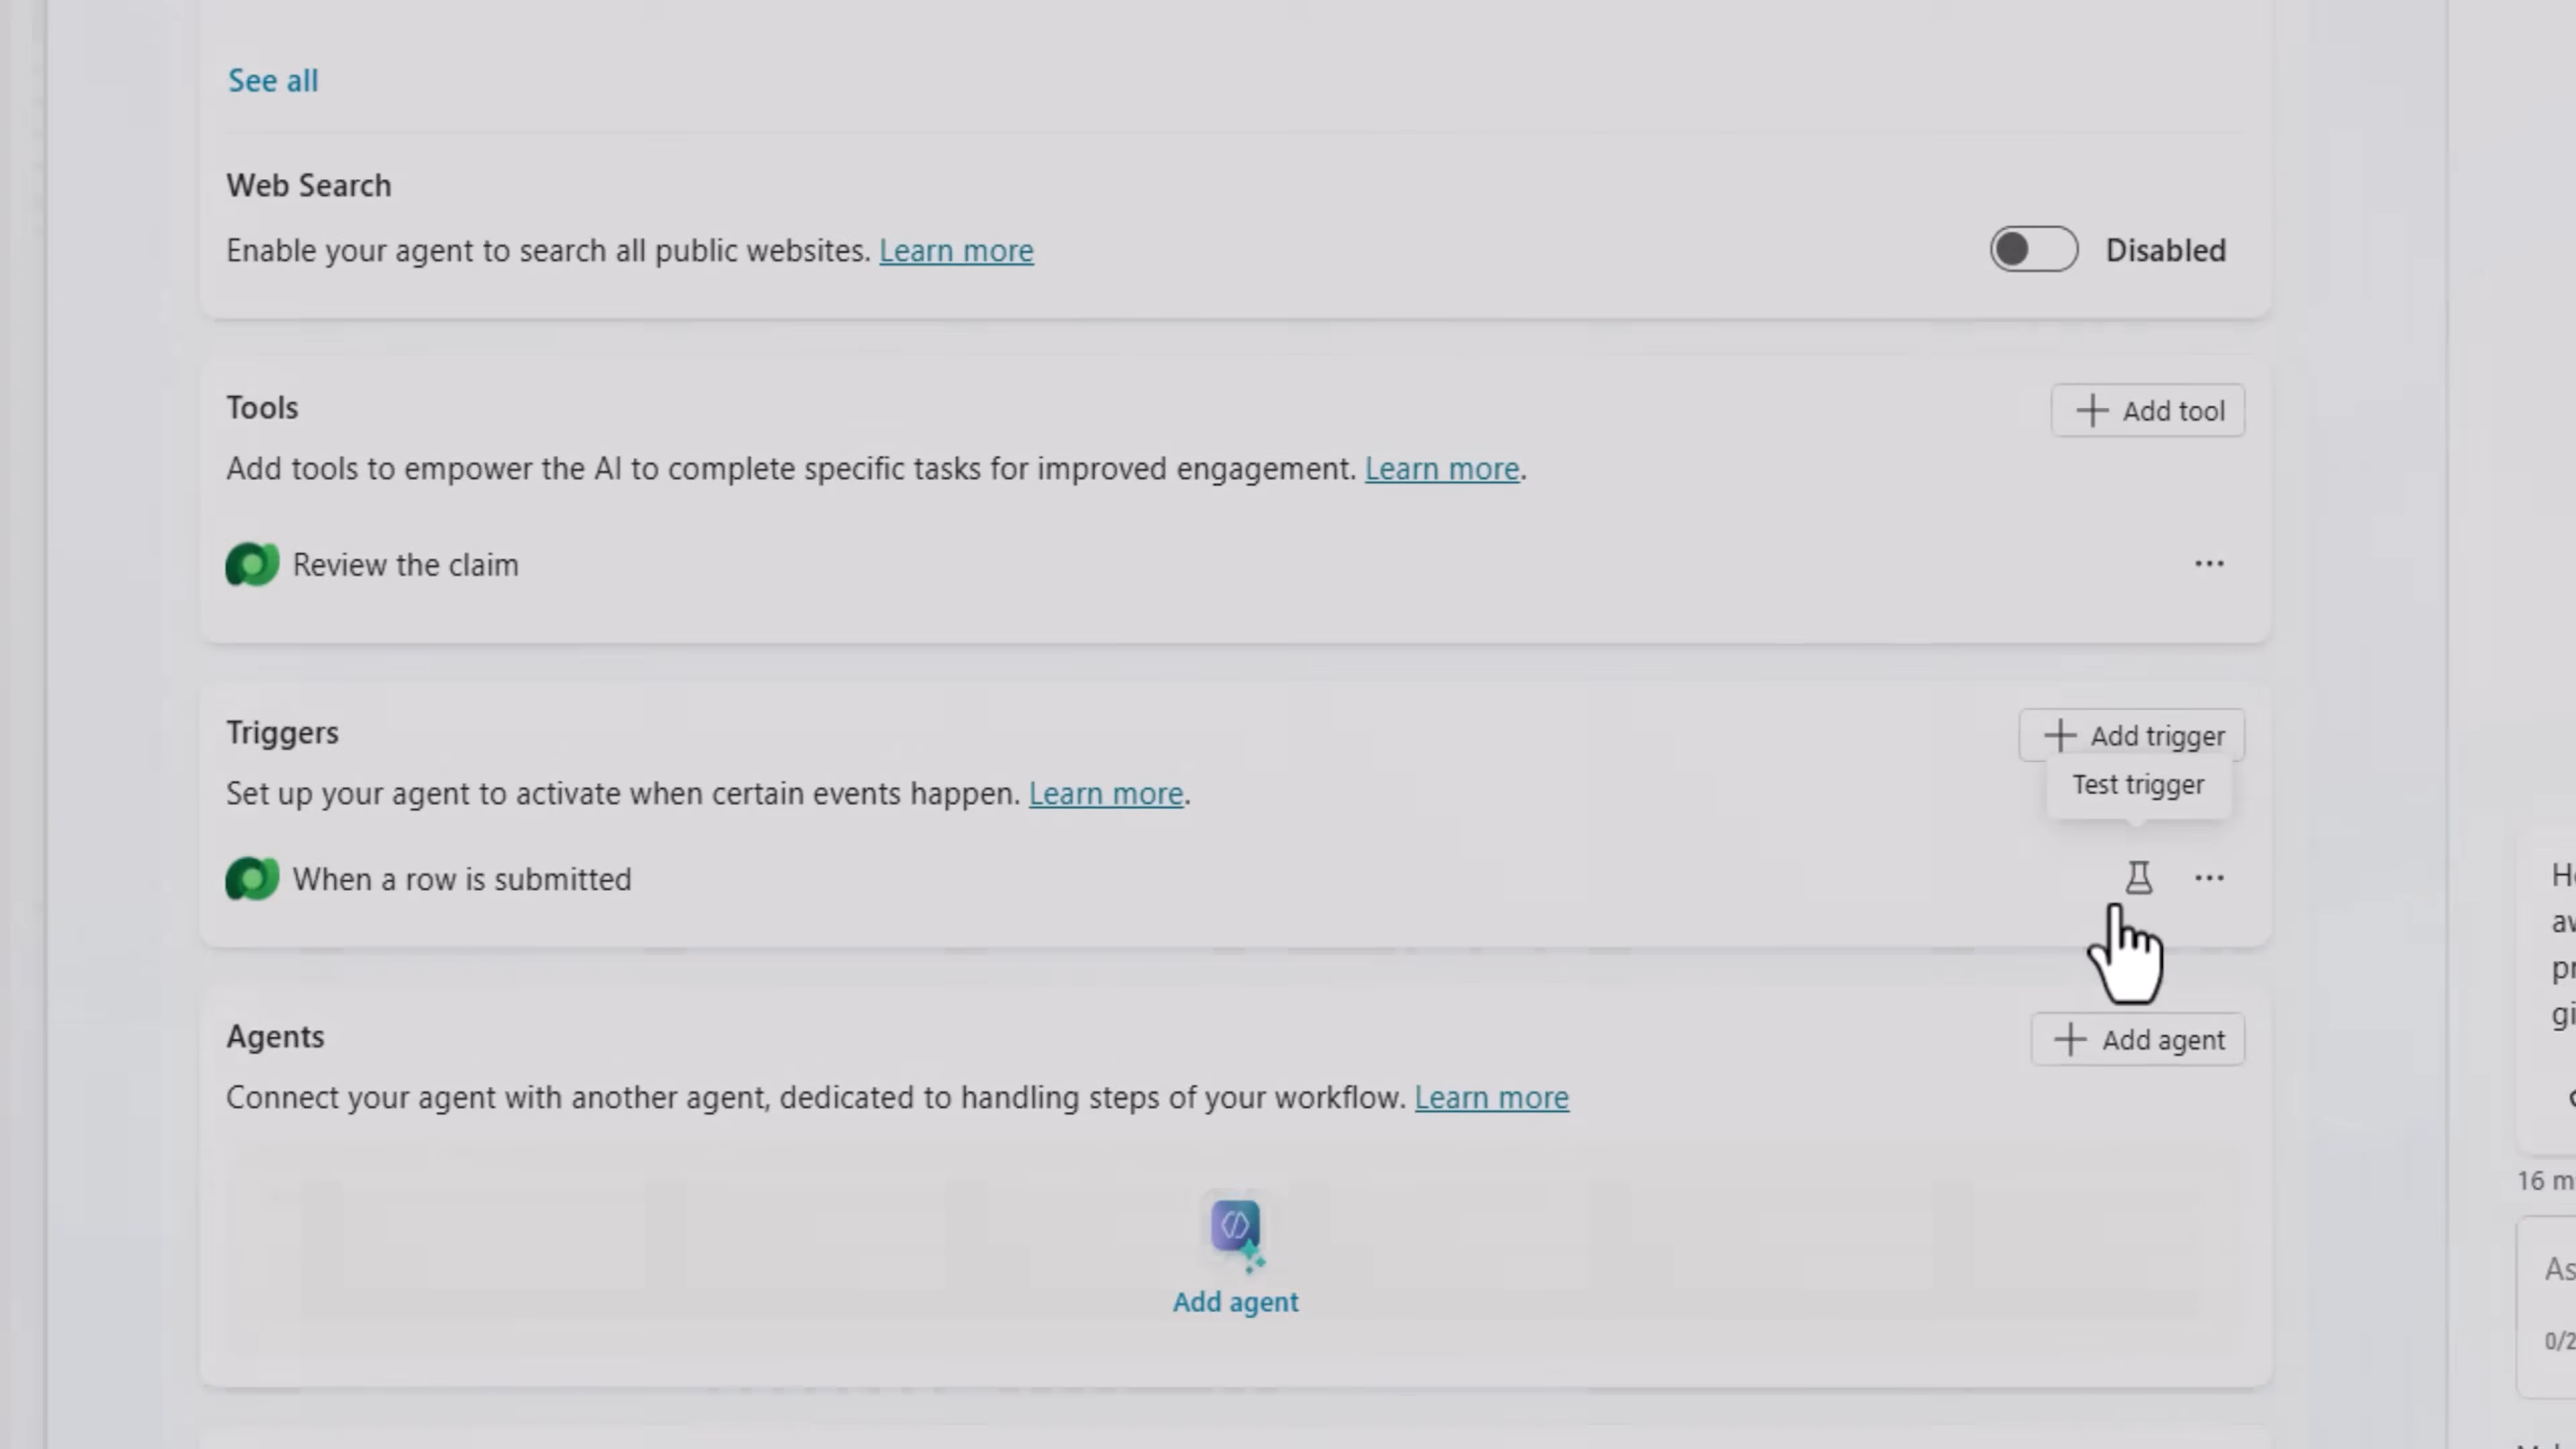 See all
Web Search
Enable your agent to search all public websites. Learn more
Disabled
Tools
Add tool
Add tools to empower the AI to complete specific tasks for improved engagement. Learn more.
Review the claim
Triggers
Add trigger
Set up your agent to activate when certain events happen. Learn more.
Test trigger
When a row is submitted
Agents
Add agent
Connect your agent with another agent, dedicated to handling steps of your workflow. Learn more
Add agent
16 m
0/2